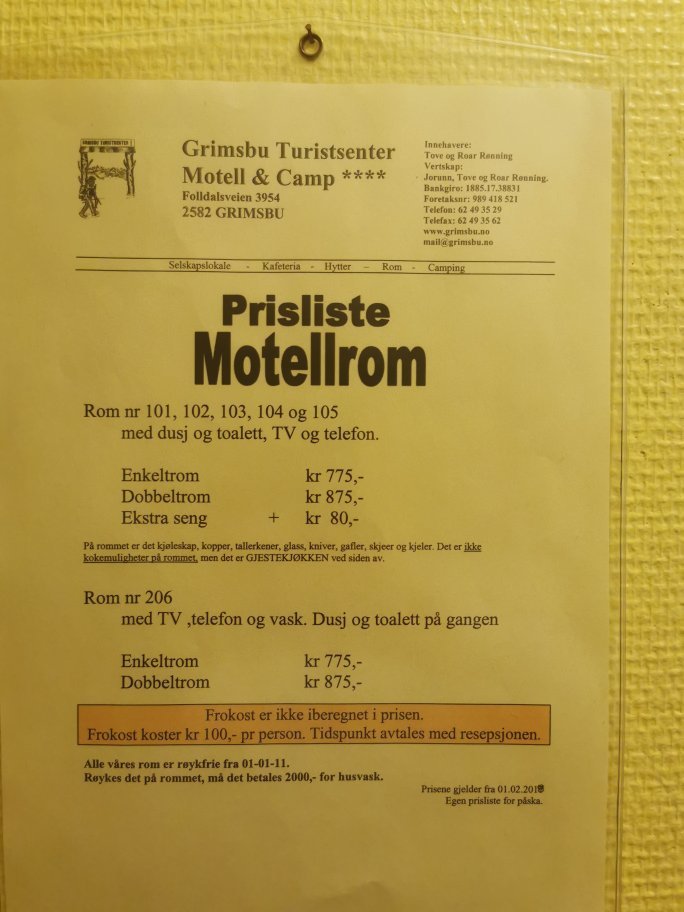 GRIMSBU TURISTSENTER
Grimsbu Turistsenter
Motell & Camp ****
Folldalsveien 3954
2582 GRIMSBU
Innehavere:
Tove og Roar Rønning
Vertskap:
Jorunn, Tove og Roar Rønning.
Bankgiro: 1885.17.38831
Foretaksnr: 989 418 521
Telefon: 62 49 35 29
Telefax: 62 49 35 62
www.grimsbu.no
mail@grimsbu.no
Selskapslokale - Kafeteria - Hytter – Rom - Camping
Prisliste
Motellrom
Rom nr 101, 102, 103, 104 og 105
med dusj og toalett, TV og telefon.
Enkeltrom kr 775,-
Dobbeltrom kr 875,-
Ekstra seng + kr 80,-
På rommet er det kjøleskap, kopper, tallerkener, glass, kniver, gafler, skjeer og kjeler. Det er ikke
kokemuligheter på rommet, men det er GJESTEKJØKKEN ved siden av.
Rom nr 206
med TV ,telefon og vask. Dusj og toalett på gangen
Enkeltrom kr 775,-
Dobbeltrom kr 875,-
Frokost er ikke iberegnet i prisen.
Frokost koster kr 100,- pr person. Tidspunkt avtales med resepsjonen.
Alle våres rom er røykfrie fra 01-01-11.
Røykes det på rommet, må det betales 2000,- for husvask.
Prisene gjelder fra
Egen prisliste for påska.